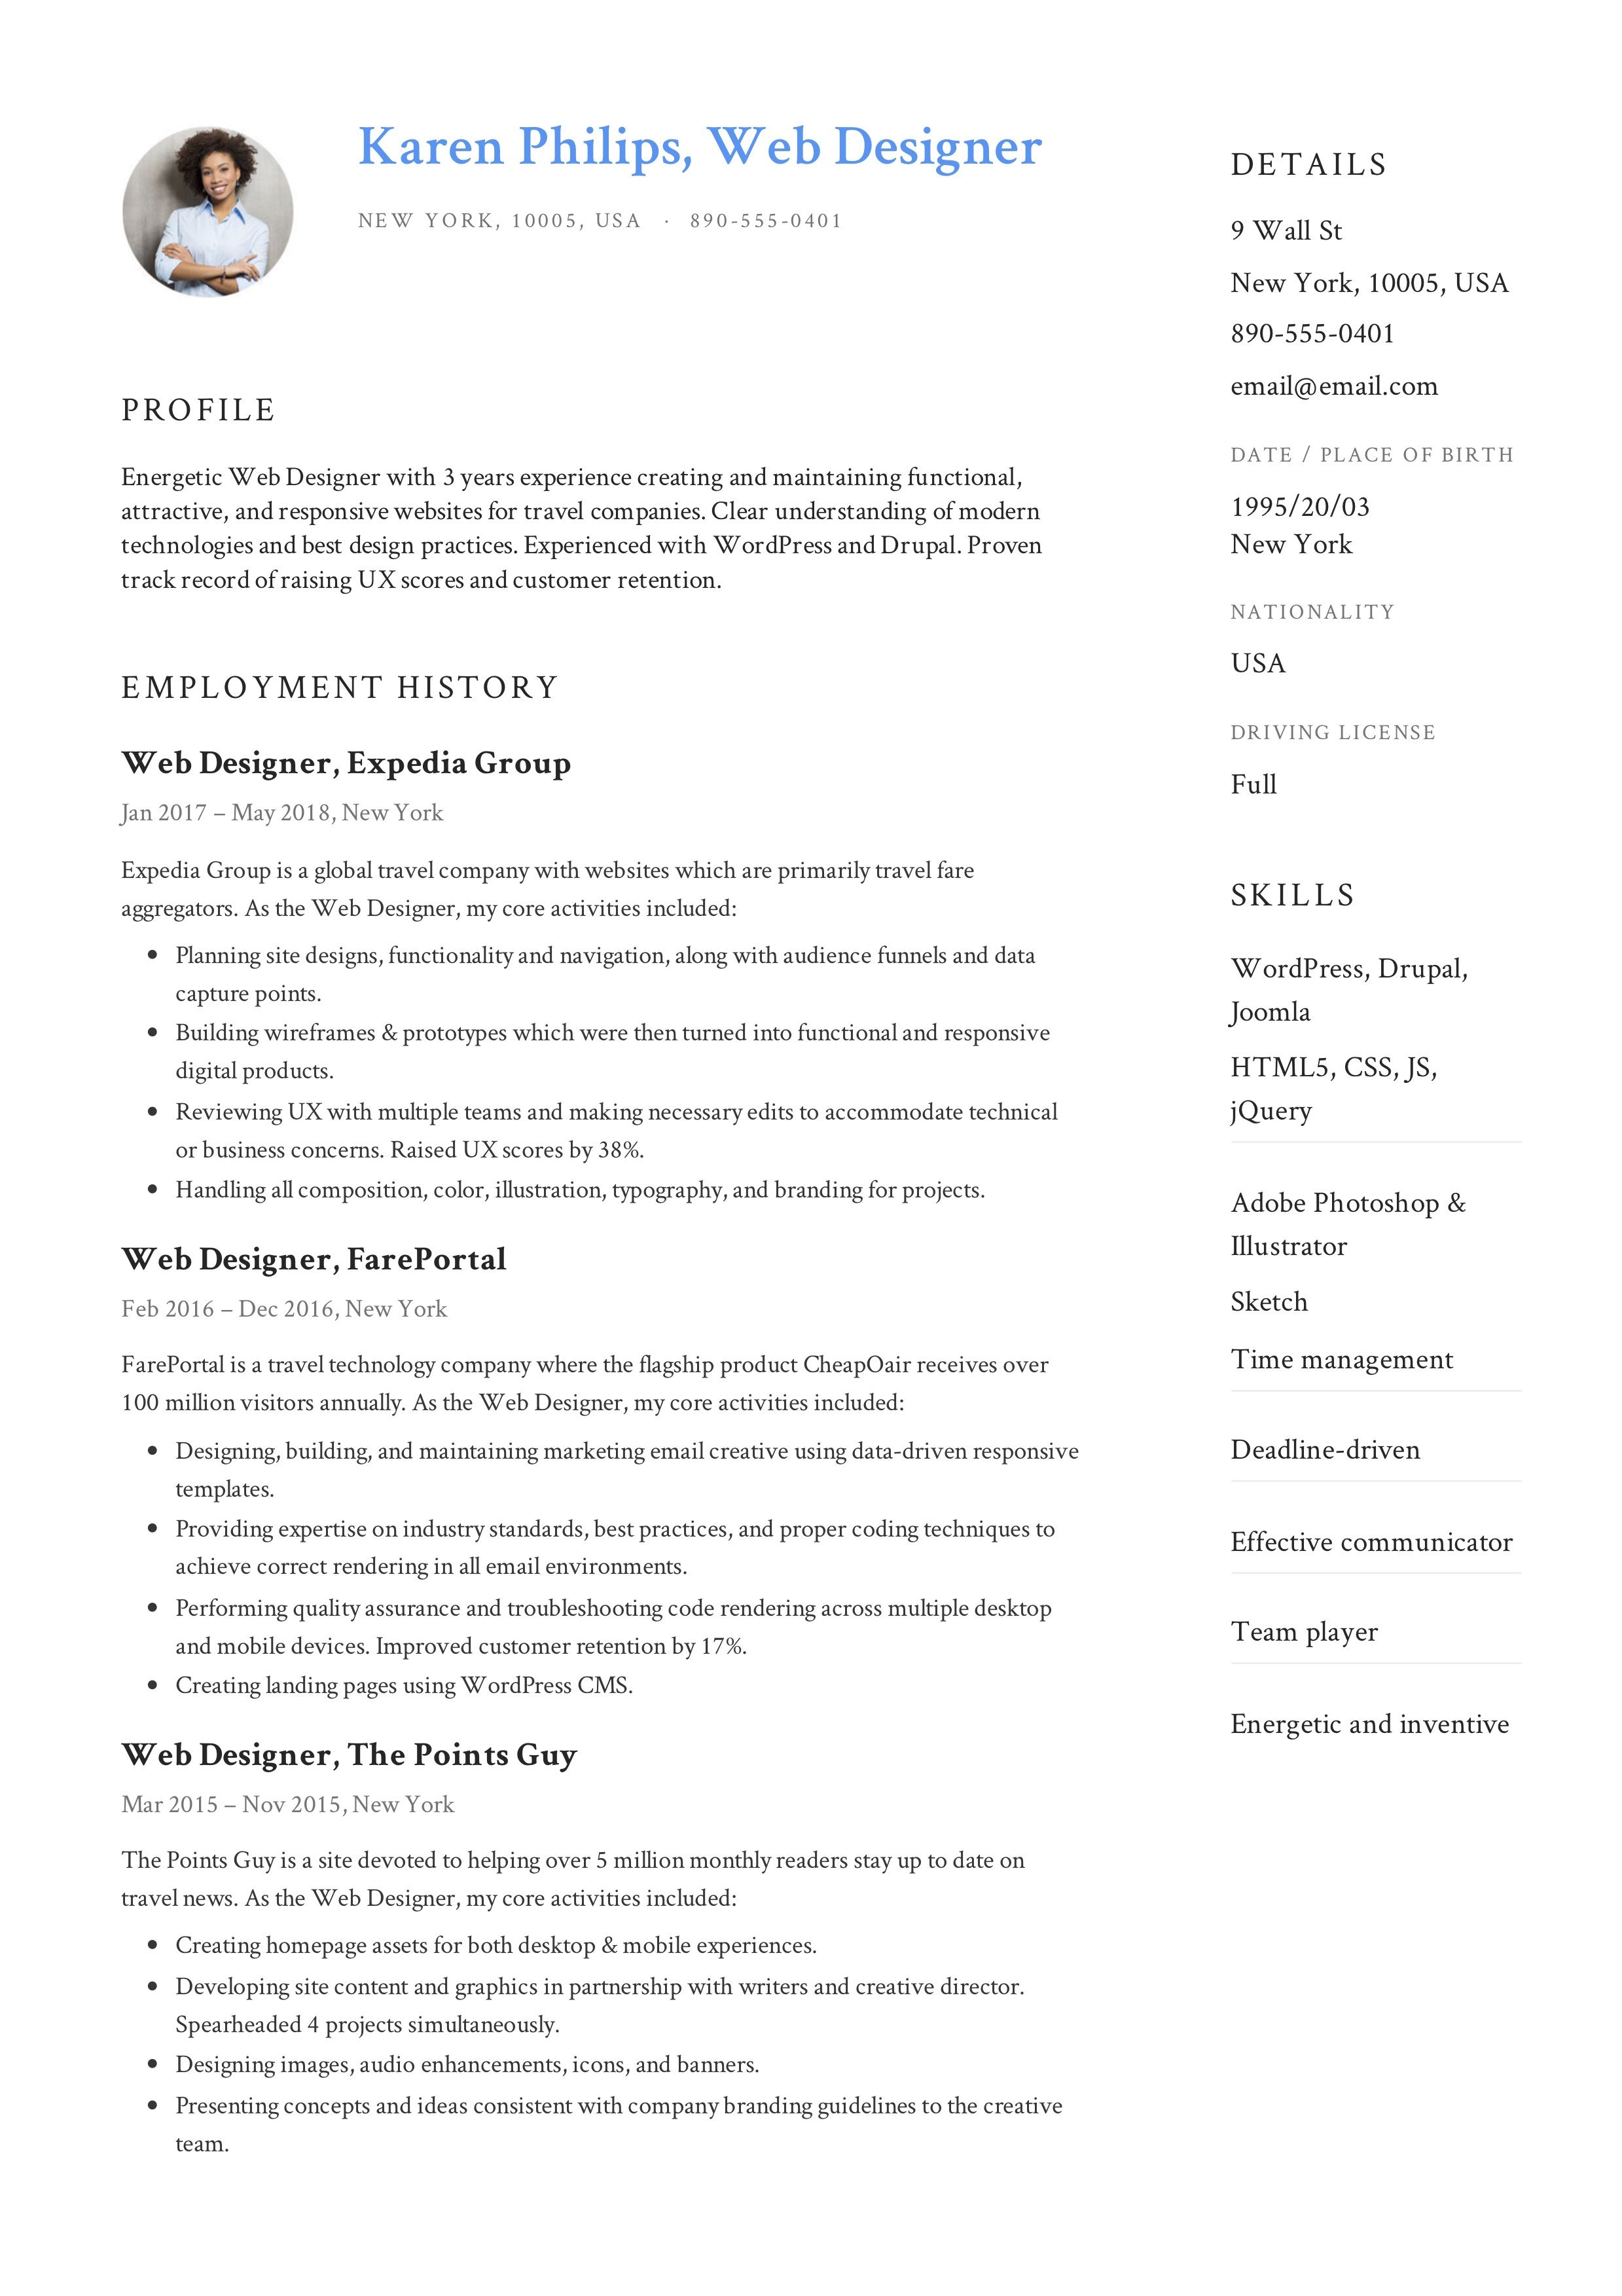 Karen Philips, Web Designer
NEW YORK, 10005, USA · 890-555-0401
PROFILE
Energetic Web Designer with 3 years experience creating and maintaining functional,
attractive, and responsive websites for travel companies. Clear understanding of modern
technologies and best design practices. Experienced with WordPress and Drupal. Proven
track record of raising UX scores and customer retention.
EMPLOYMENT HISTORY
Web Designer, Expedia Group
Jan 2017 – May 2018, New York
Expedia Group is a global travel company with websites which are primarily travel fare
aggregators. As the Web Designer, my core activities included:
• Planning site designs, functionality and navigation, along with audience funnels and data
capture points.
• Building wireframes & prototypes which were then turned into functional and responsive
digital products.
• Reviewing UX with multiple teams and making necessary edits to accommodate technical
or business concerns. Raised UX scores by 38%.
• Handling all composition, color, illustration, typography, and branding for projects.
Web Designer, FarePortal
Feb 2016 – Dec 2016, New York
FarePortal is a travel technology company where the flagship product CheapOair receives over
100 million visitors annually. As the Web Designer, my core activities included:
• Designing, building, and maintaining marketing email creative using data-driven responsive
templates.
• Providing expertise on industry standards, best practices, and proper coding techniques to
achieve correct rendering in all email environments.
• Performing quality assurance and troubleshooting code rendering across multiple desktop
and mobile devices. Improved customer retention by 17%.
• Creating landing pages using WordPress CMS.
Web Designer, The Points Guy
Mar 2015 – Nov 2015, New York
The Points Guy is a site devoted to helping over 5 million monthly readers stay up to date on
travel news. As the Web Designer, my core activities included:
• Creating homepage assets for both desktop & mobile experiences.
• Developing site content and graphics in partnership with writers and creative director.
Spearheaded 4 projects simultaneously.
• Designing images, audio enhancements, icons, and banners.
• Presenting concepts and ideas consistent with company branding guidelines to the creative
team.
DETAILS
9 Wall St
New York, 10005, USA
890-555-0401
email@email.com
DATE / PLACE OF BIRTH
1995/20/03
New York
NATIONALITY
USA
DRIVING LICENSE
Full
SKILLS
WordPress, Drupal,
Joomla
HTML5, CSS, JS,
jQuery
Adobe Photoshop &
Illustrator
Sketch
Time management
Deadline-driven
Effective communicator
Team player
Energetic and inventive